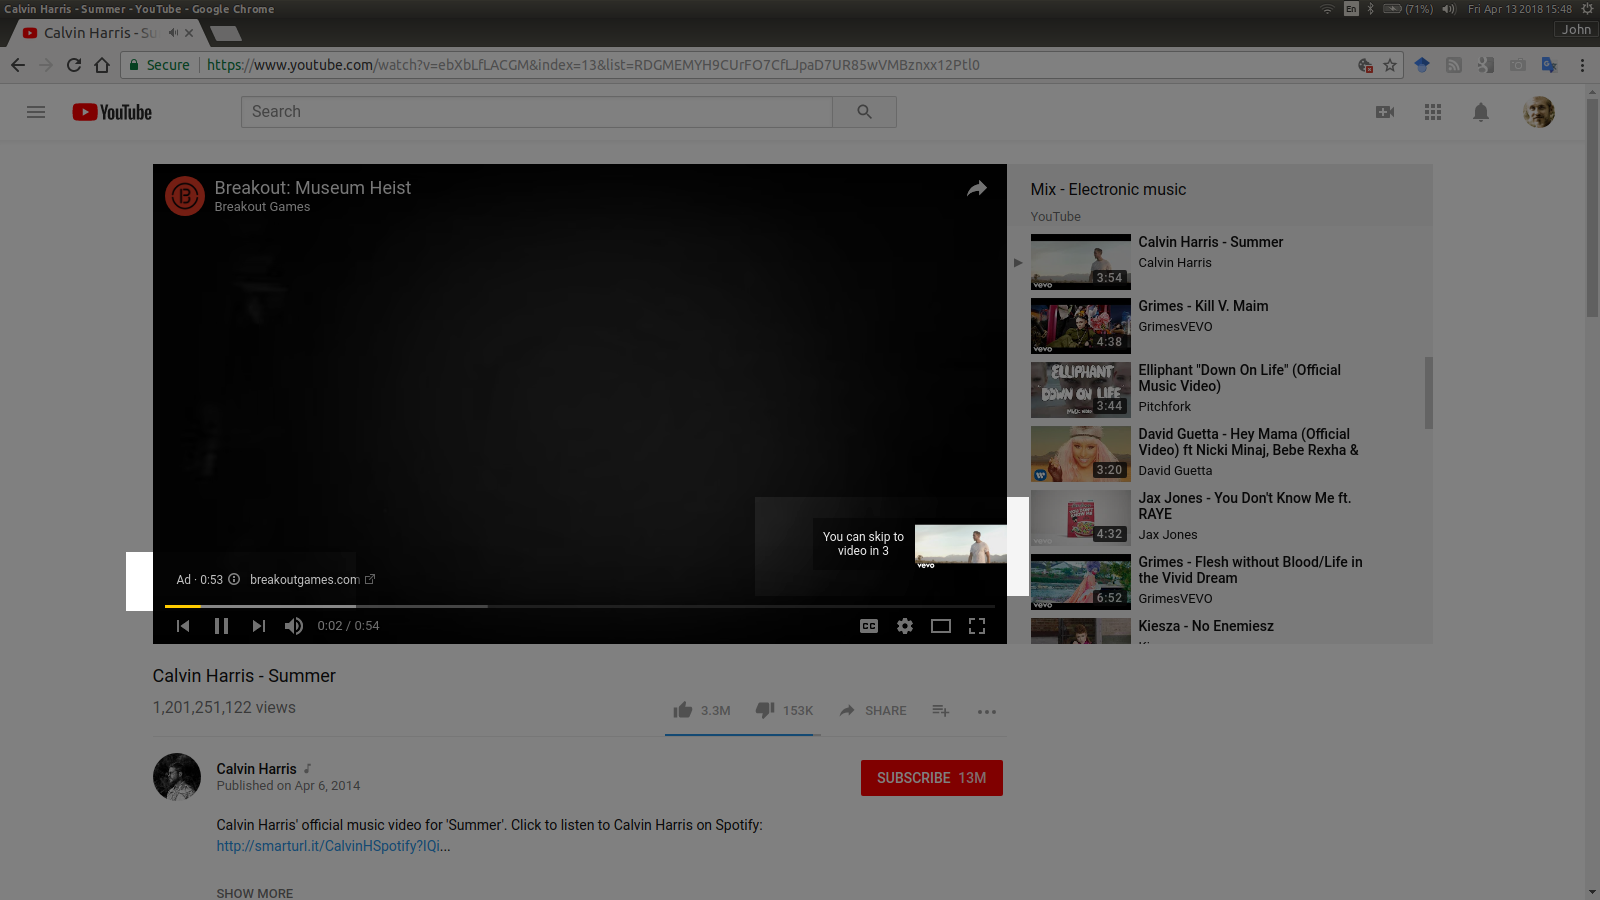 Calvin Harris - Summer - YouTube - Google Chrome
En
(71%)
Fri Apr 13 2018 15:48
Calvin Harris - Su
John
Secure
https://www.youtube.com/watch?v=ebXbLfLACGM&index=13&list=RDGMEMYH9CUrFO7CfLJpaD7UR85wVMBznxx12Ptl0
YouTube
Search
Breakout: Museum Heist
Breakout Games
You can skip to
video in 3
vevo
Ad · 0:53
breakoutgames.com
0:02 / 0:54
CC
Mix - Electronic music
YouTube
Calvin Harris - Summer
Calvin Harris
3:54
vevo
Grimes - Kill V. Maim
GrimesVEVO
4:38
vevo
Elliphant "Down On Life" (Official
Music Video)
Pitchfork
ELLIPHANT
DOWN ON LIFE
3:44
David Guetta - Hey Mama (Official
Video) ft Nicki Minaj, Bebe Rexha &
David Guetta
3:20
Jax Jones - You Don't Know Me ft.
RAYE
Jax Jones
4:32
Grimes - Flesh without Blood/Life in
the Vivid Dream
GrimesVEVO
6:52
vevo
Kiesza - No Enemiesz
Calvin Harris - Summer
1,201,251,122 views
3.3M
153K
SHARE
Calvin Harris
Published on Apr 6, 2014
SUBSCRIBE 13M
Calvin Harris' official music video for 'Summer'. Click to listen to Calvin Harris on Spotify:
http://smarturl.it/CalvinHSpotify?IQi...
SHOW MORE